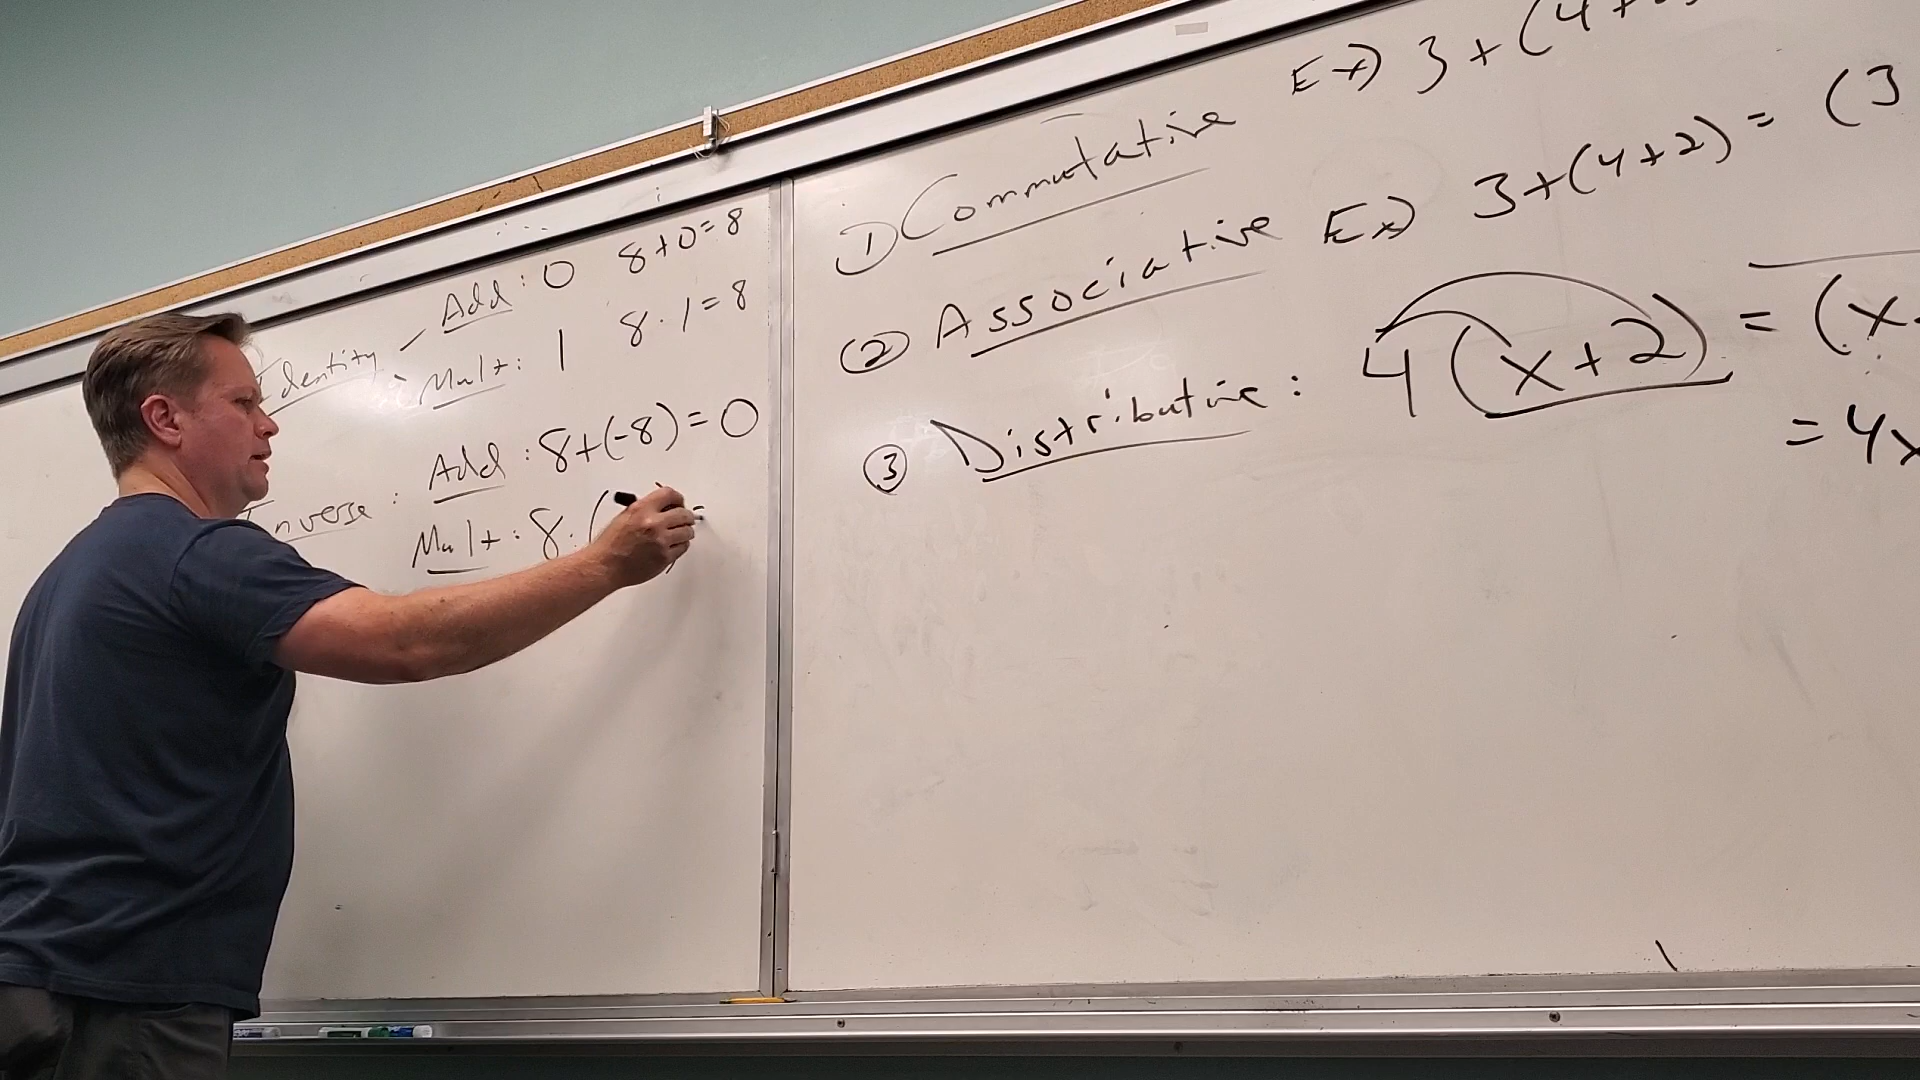 Identity - Add: 0 8+0=8
Mult: 1 8·1=8
Inverse: Add: 8+(-8)=0
Mult: 8·( =
① Commutative Ex) 3+(4+
② Associative Ex) 3+(4+2) = (3
③ Distributive: 4(x+2) = (x
=4x